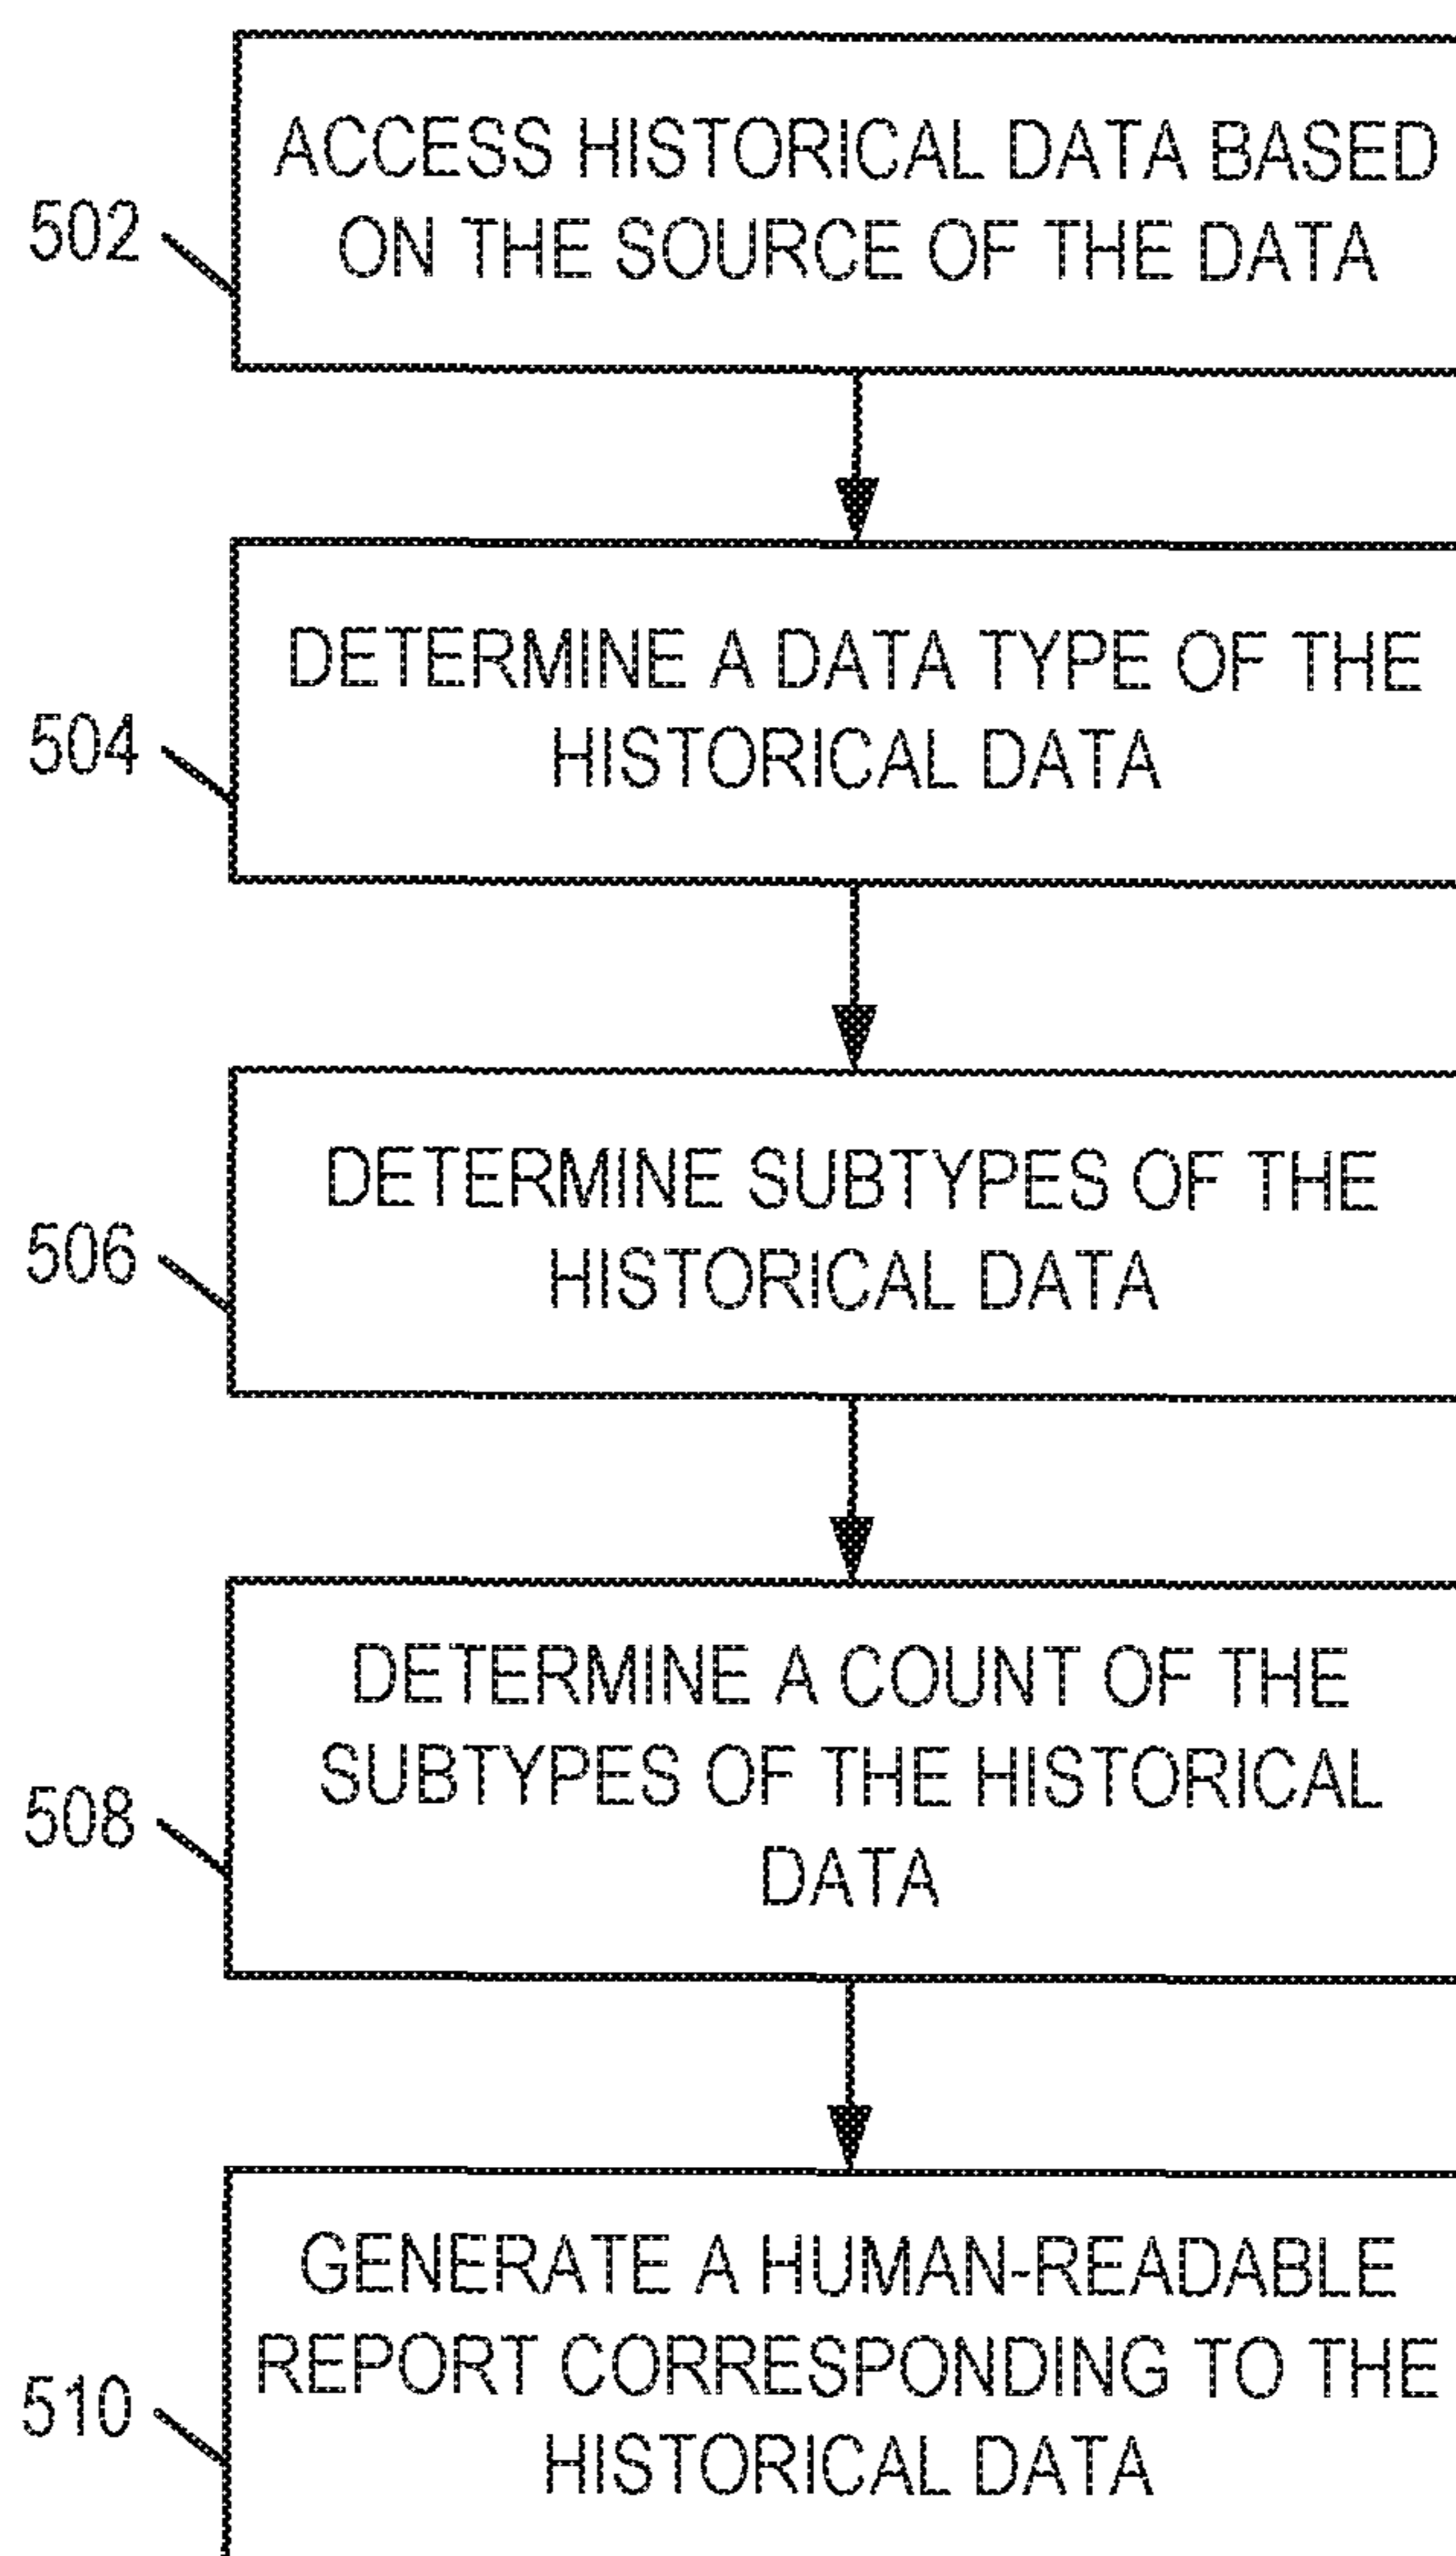 ACCESS HISTORICAL DATA BASED
ON THE SOURCE OF THE DATA
502
DETERMINE A DATA TYPE OF THE
HISTORICAL DATA
504
DETERMINE SUBTYPES OF THE
HISTORICAL DATA
506
DETERMINE A COUNT OF THE
SUBTYPES OF THE HISTORICAL
DATA
508
GENERATE A HUMAN-READABLE
REPORT CORRESPONDING TO THE
HISTORICAL DATA
510